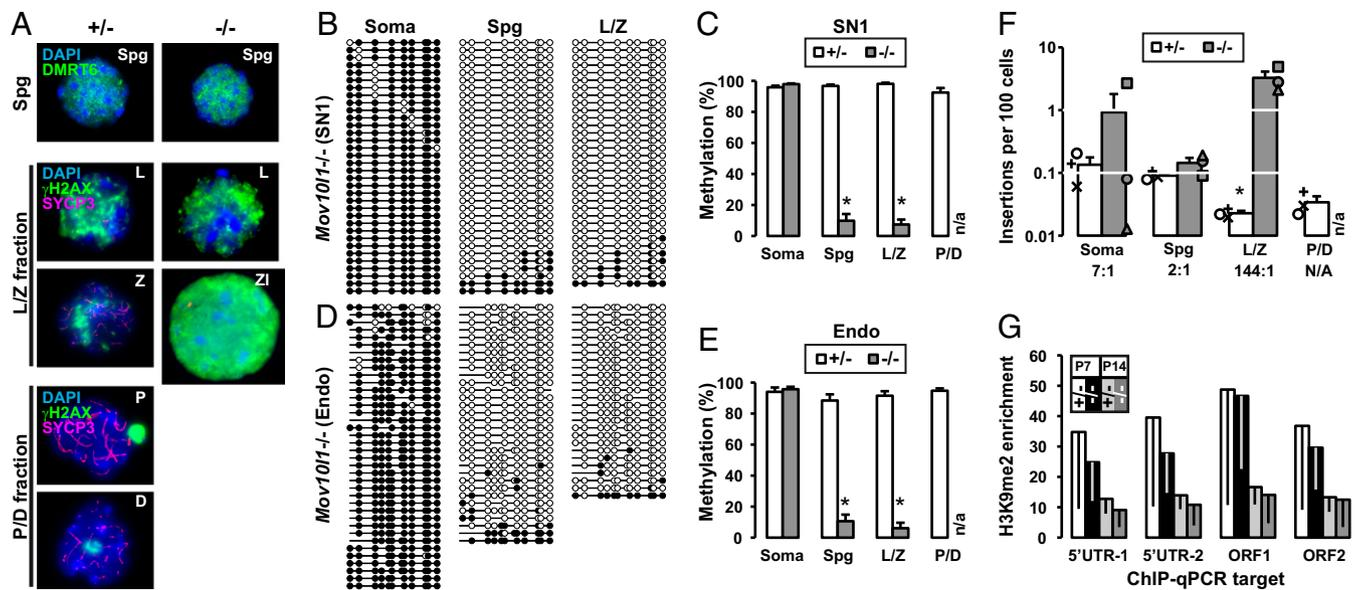 A
+/-
-/-
Spg
DAPI
DMRT6
Spg
Spg
L/Z fraction
DAPI
γH2AX
SYCP3
L
L
Z
Zl
P/D fraction
DAPI
γH2AX
SYCP3
P
D
B
Soma
Spg
L/Z
Mov10l1-/- (SN1)
D
Mov10l1-/- (Endo)
C
SN1
+/-
-/-
Methylation (%)
100
80
60
40
20
0
*
*
n/a
Soma
Spg
L/Z
P/D
E
Endo
+/-
-/-
Methylation (%)
100
80
60
40
20
0
*
*
n/a
Soma
Spg
L/Z
P/D
F
+/-
-/-
Insertions per 100 cells
10
1
0.1
0.01
*
n/a
Soma
Spg
L/Z
P/D
7:1
2:1
144:1
N/A
G
H3K9me2 enrichment
60
50
40
30
20
10
0
P7
P14
+/-
-/-
+/-
-/-
5'UTR-1
5'UTR-2
ORF1
ORF2
ChIP-qPCR target